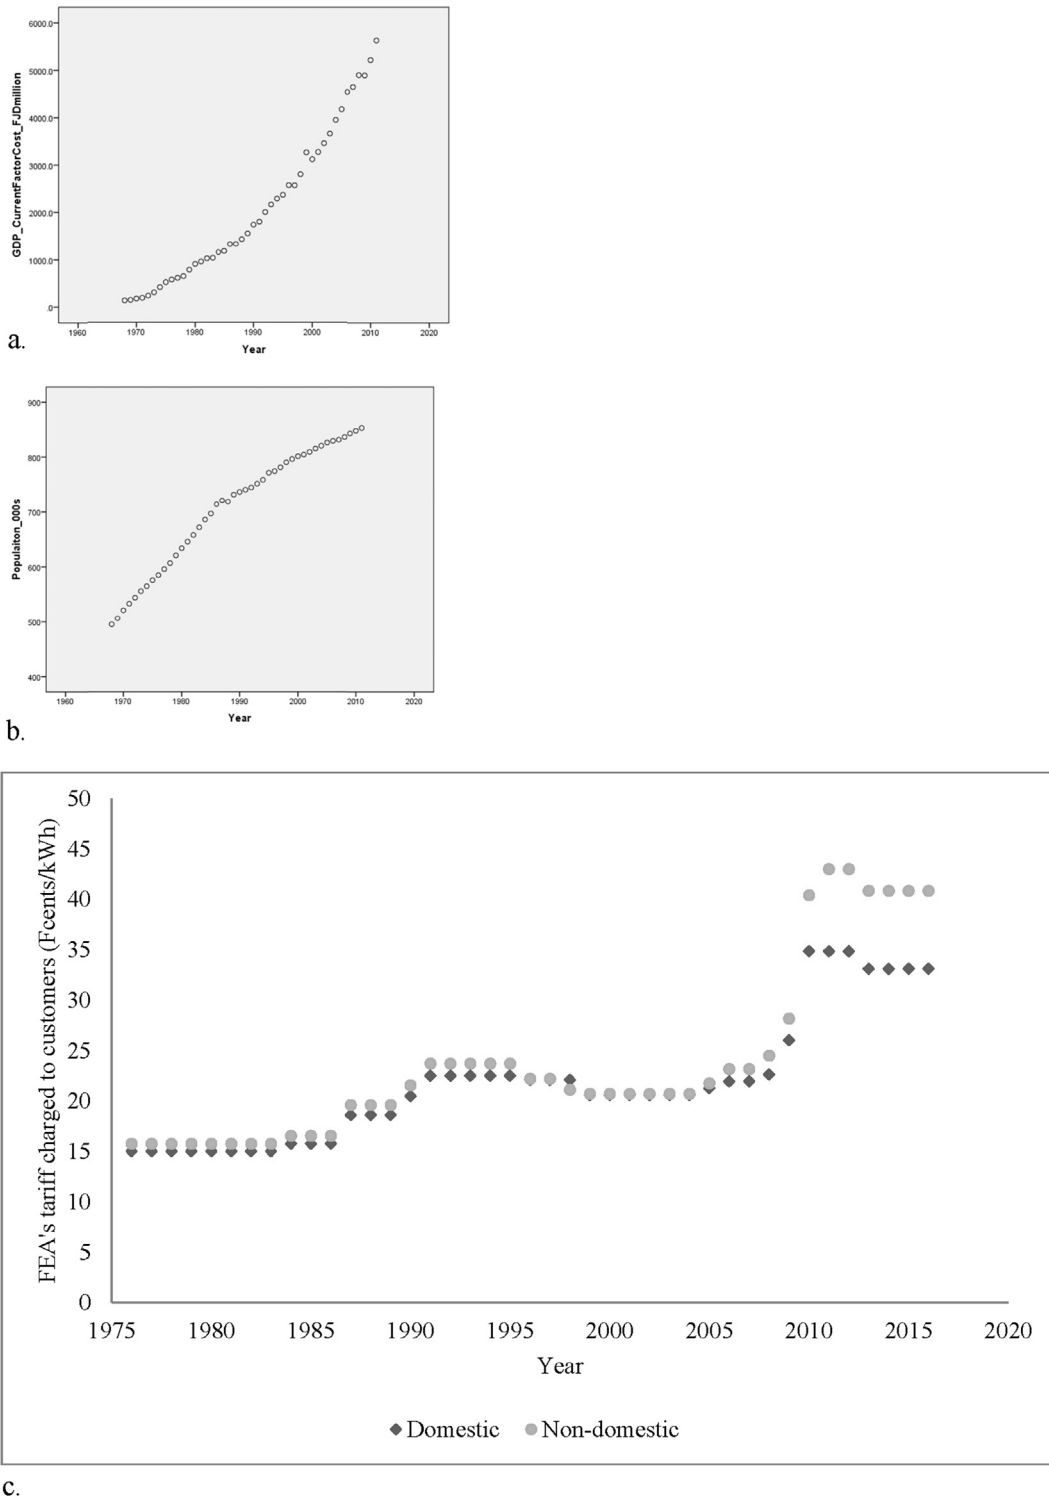 GDP_CurrentFactorCost_FJDmillion
6000.0
5000.0
4000.0
3000.0
2000.0
1000.0
.0
1960 1970 1980 1990 2000 2010 2020
Year
a.
Populaiton_000s
900
800
700
600
500
400
1960 1970 1980 1990 2000 2010 2020
Year
b.
FEA's tariff charged to customers (Fcents/kWh)
50
45
40
35
30
25
20
15
10
5
0
1975 1980 1985 1990 1995 2000 2005 2010 2015 2020
Year
Domestic Non-domestic
c.